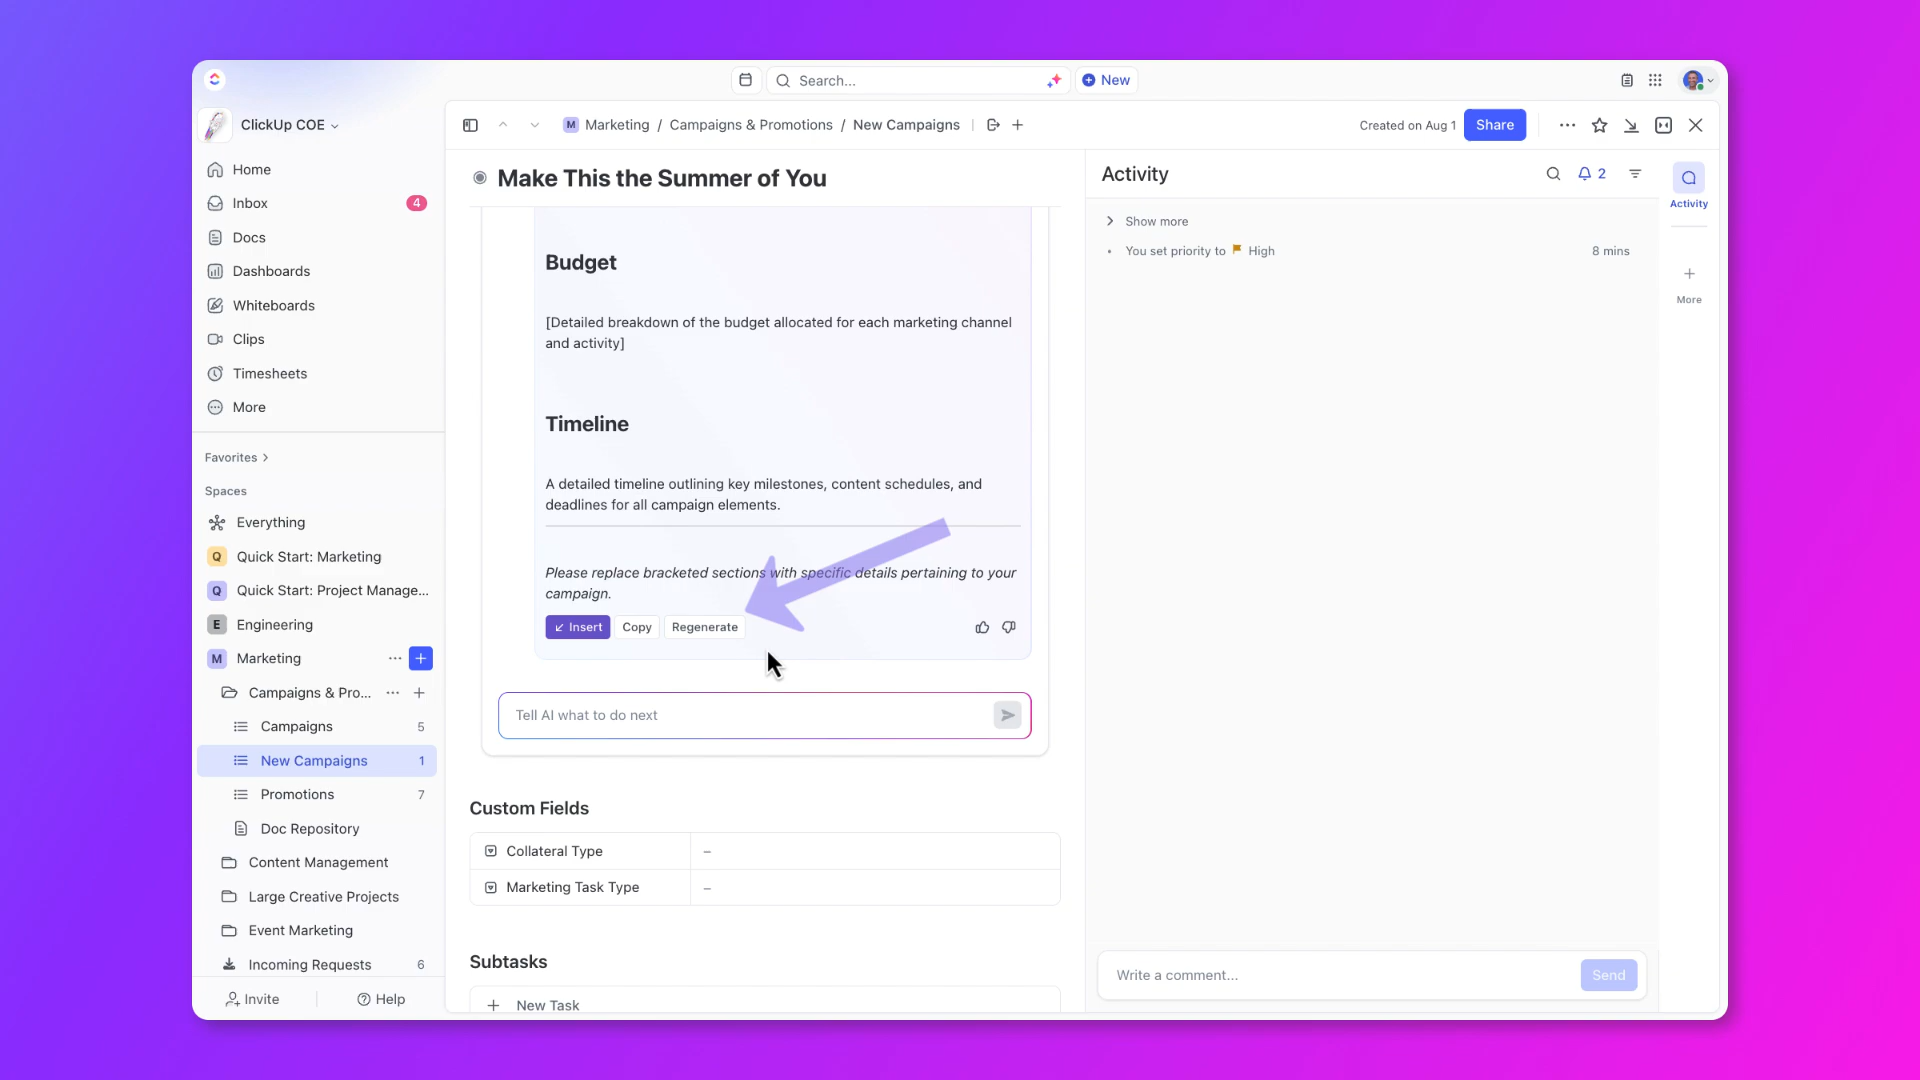 Search...
New
ClickUp COE
Home
Inbox
4
Docs
Dashboards
Whiteboards
Clips
Timesheets
More
Favorites
Spaces
Everything
Q Quick Start: Marketing
Q Quick Start: Project Manage...
E Engineering
M Marketing
Campaigns & Pro...
Campaigns 5
New Campaigns 1
Promotions 7
Doc Repository
Content Management
Large Creative Projects
Event Marketing
Incoming Requests 6
Invite
Help
M Marketing / Campaigns & Promotions / New Campaigns
Created on Aug 1
Share
Make This the Summer of You
Budget
[Detailed breakdown of the budget allocated for each marketing channel
and activity]
Timeline
A detailed timeline outlining key milestones, content schedules, and
deadlines for all campaign elements.
Please replace bracketed sections with specific details pertaining to your
campaign.
Insert Copy Regenerate
Tell AI what to do next
Custom Fields
Collateral Type –
Marketing Task Type –
Subtasks
New Task
Activity
2
Show more
You set priority to High 8 mins
Write a comment...
Send
Activity
More